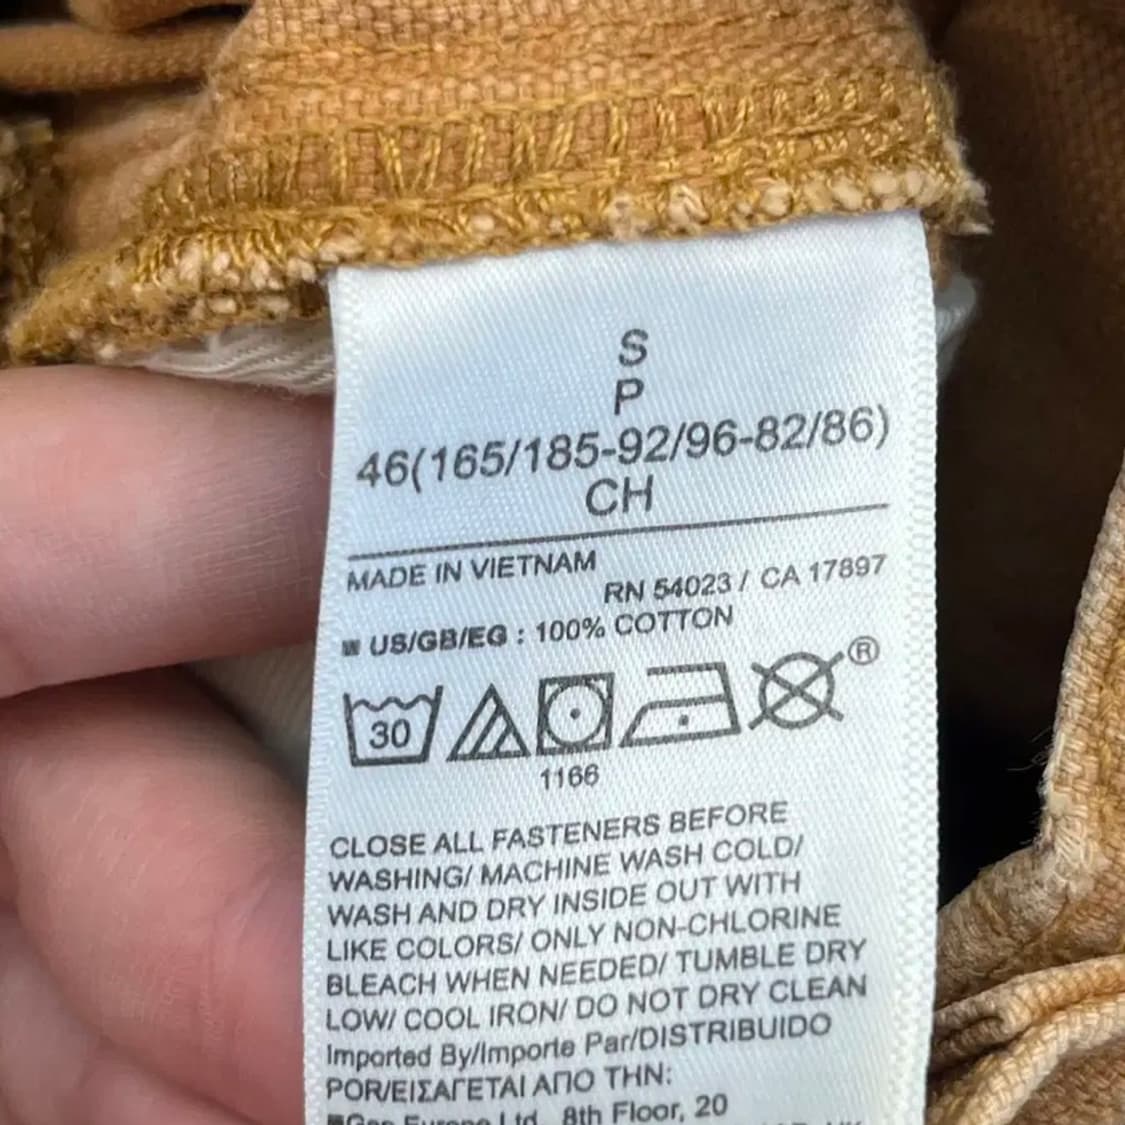 S
P
46(165/185-92/96-82/86)
CH
MADE IN VIETNAM
RN 54023 / CA 17897
US/GB/EG : 100% COTTON
30
®
1166
CLOSE ALL FASTENERS BEFORE
WASHING/ MACHINE WASH COLD/
WASH AND DRY INSIDE OUT WITH
LIKE COLORS/ ONLY NON-CHLORINE
BLEACH WHEN NEEDED/ TUMBLE DRY
LOW/ COOL IRON/ DO NOT DRY CLEAN
Imported By/Importe Par/DISTRIBUIDO
POR/ΕΙΣΑΓΕΤΑΙ ΑΠΟ ΤΗΝ:
Gap Europe Ltd., 8th Floor, 20